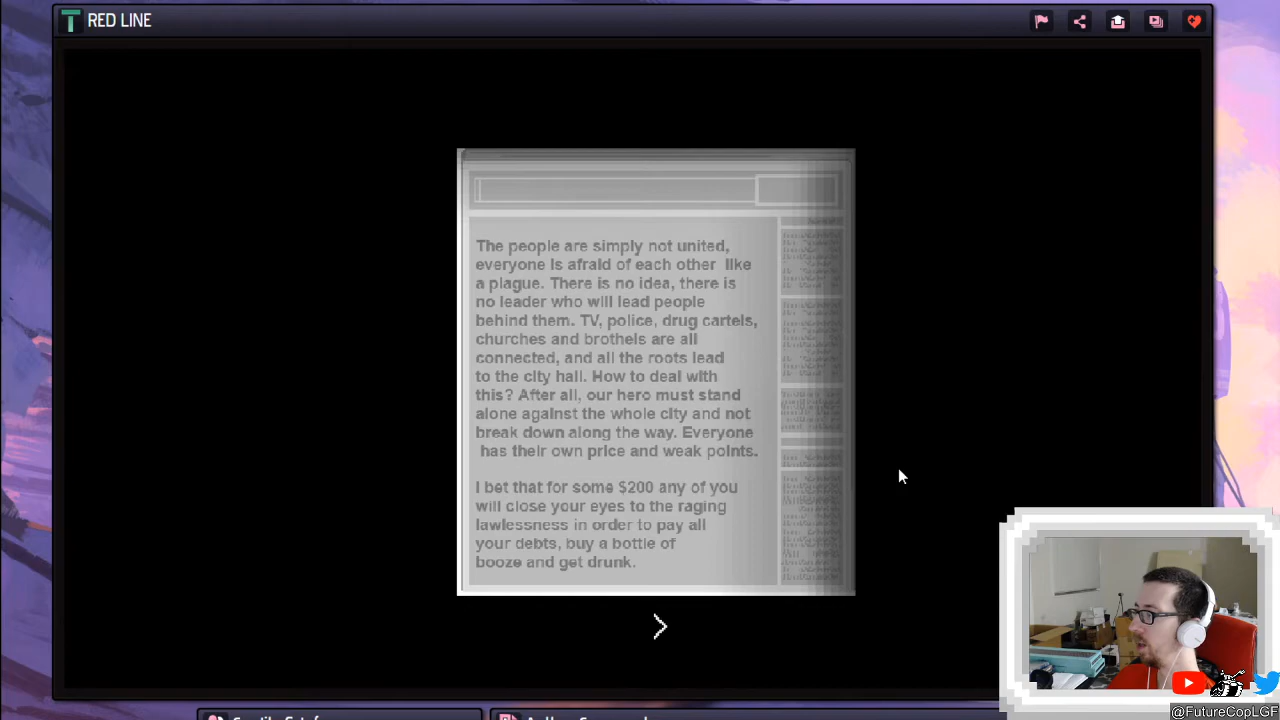 RED LINE
The people are simply not united,
everyone is afraid of each other like
a plague. There is no idea, there is
no leader who will lead people
behind them. TV, police, drug cartels,
churches and brothels are all
connected, and all the roots lead
to the city hall. How to deal with
this? After all, our hero must stand
alone against the whole city and not
break down along the way. Everyone
has their own price and weak points.
I bet that for some $200 any of you
will close your eyes to the raging
lawlessness in order to pay all
your debts, buy a bottle of
booze and get drunk.
@FutureCopLGF